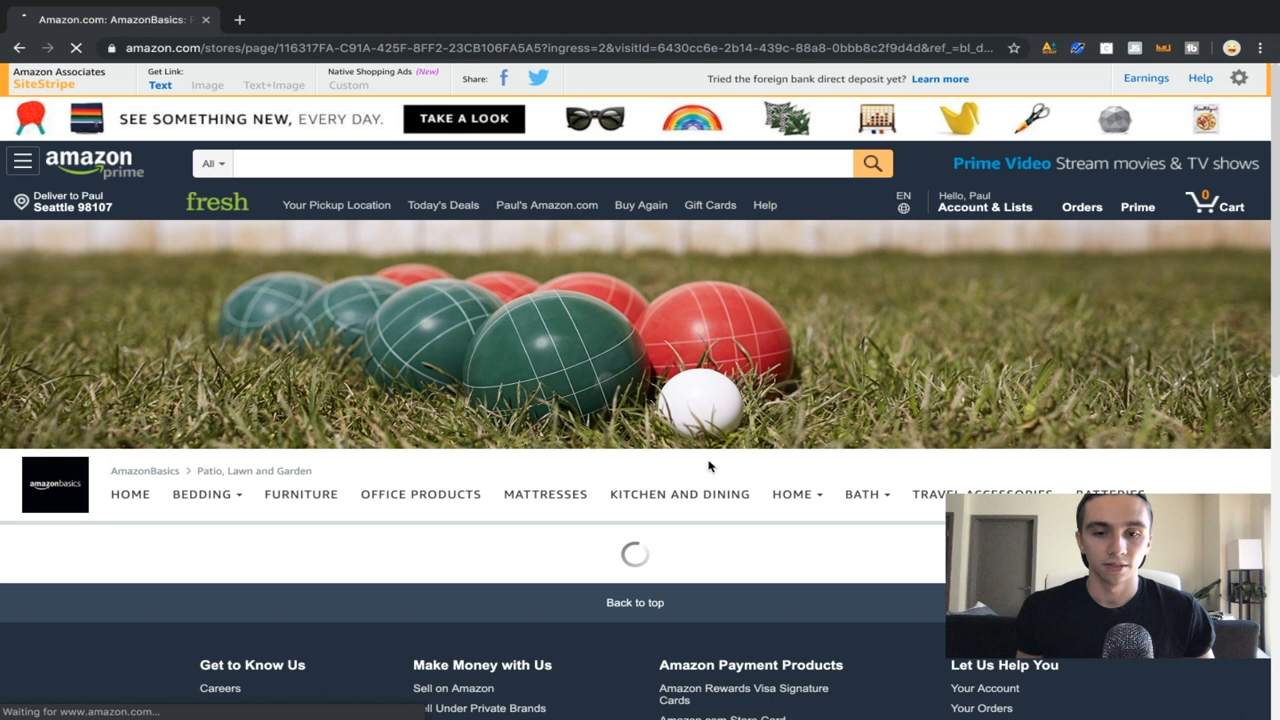 Amazon.com: AmazonBasics:
amazon.com/stores/page/116317FA-C91A-425F-8FF2-23CB106FA5A5?ingress=2&visitId=6430cc6e-2b14-439c-88a8-0bbb8c2f9d4d&ref_=bl_d...
Amazon Associates
SiteStripe
Get Link:
Text Image Text+Image
Native Shopping Ads (New)
Custom
Share:
Tried the foreign bank direct deposit yet? Learn more
Earnings Help
SEE SOMETHING NEW, EVERY DAY. TAKE A LOOK
amazon prime
All
Prime Video Stream movies & TV shows
Deliver to Paul
Seattle 98107
fresh
Your Pickup Location Today's Deals Paul's Amazon.com Buy Again Gift Cards Help
EN
Hello, Paul
Account & Lists
Orders
Prime
0
Cart
amazonbasics
AmazonBasics > Patio, Lawn and Garden
HOME BEDDING FURNITURE OFFICE PRODUCTS MATTRESSES KITCHEN AND DINING HOME BATH TRAVEL ACCESSORIES BATTERIES
Back to top
Get to Know Us
Careers
Make Money with Us
Sell on Amazon
ell Under Private Brands
Amazon Payment Products
Amazon Rewards Visa Signature
Cards
Amazon.com Store Card
Let Us Help You
Your Account
Your Orders
Waiting for www.amazon.com...